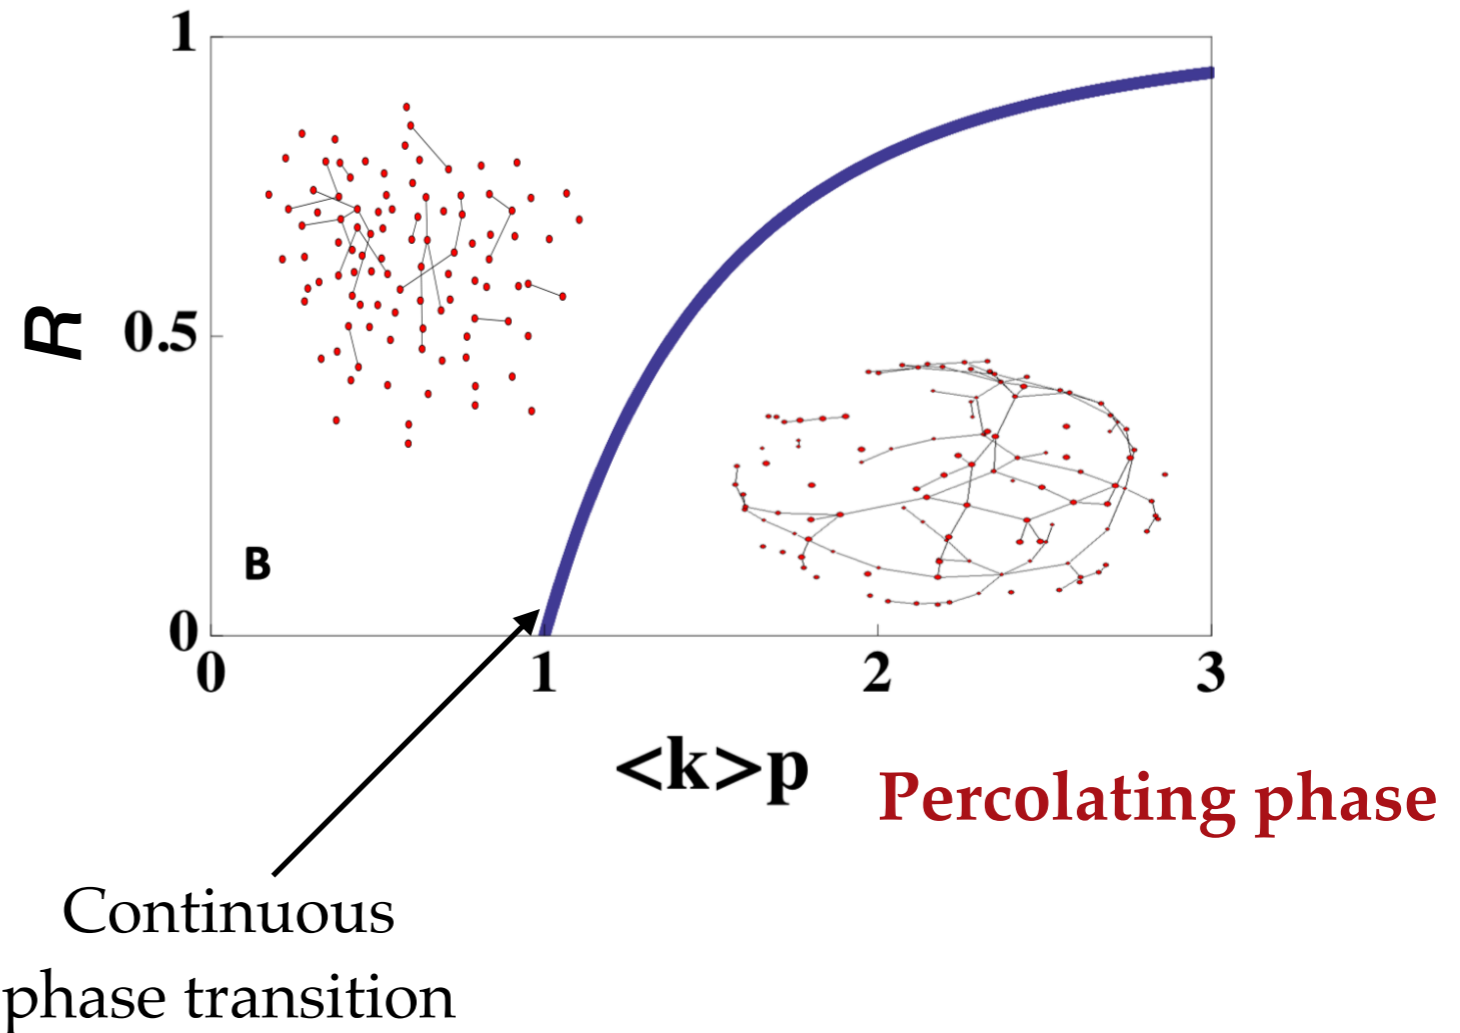 1
R
0.5
B
0
0 1 2 3
<k>p
Percolating phase
Continuous
phase transition